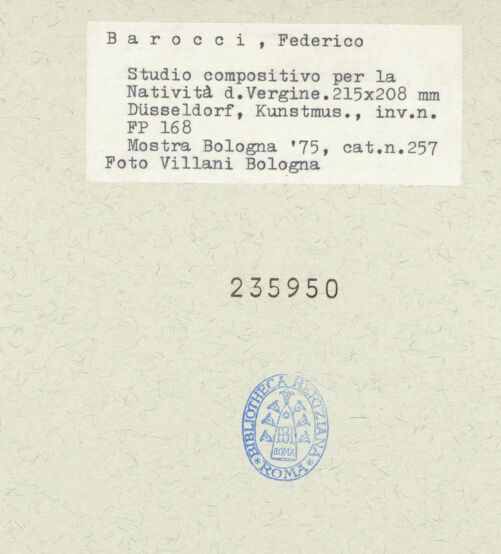 B a r o c c i , Federico
Studio compositivo per la
Natività d.Vergine.215x208 mm
Düsseldorf, Kunstmus., inv.n.
FP 168
Mostra Bologna '75, cat.n.257
Foto Villani Bologna
235950
BIBLIOTHECA HERTZIANA
ROMA
*ROMA*